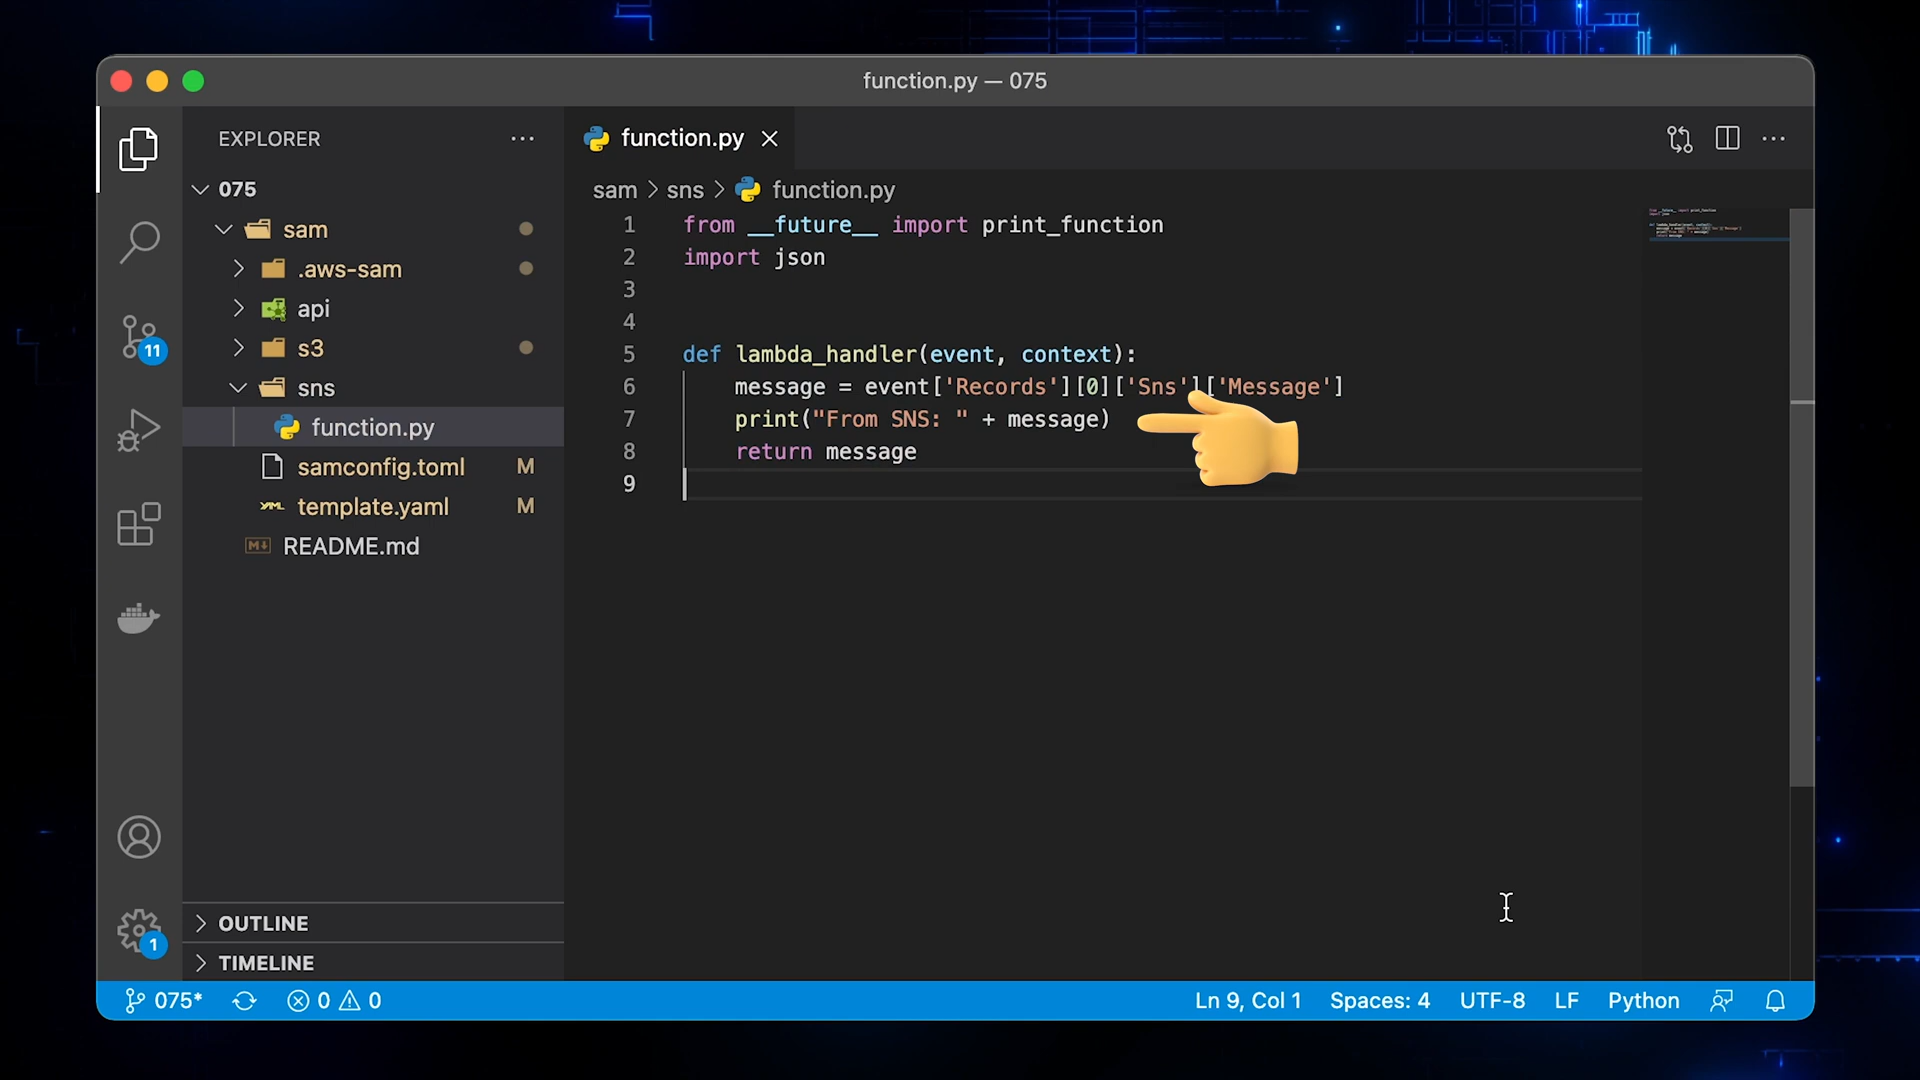 function.py — 075
EXPLORER
function.py
075
sam > sns > function.py
sam
.aws-sam
api
s3
sns
function.py
samconfig.toml M
template.yaml M
README.md
1 from __future__ import print_function
2 import json
3
4
5 def lambda_handler(event, context):
6 message = event['Records'][0]['Sns']['Message']
7 print("From SNS: " + message)
8 return message
9
11
1
OUTLINE
TIMELINE
075* 0 0 Ln 9, Col 1 Spaces: 4 UTF-8 LF Python